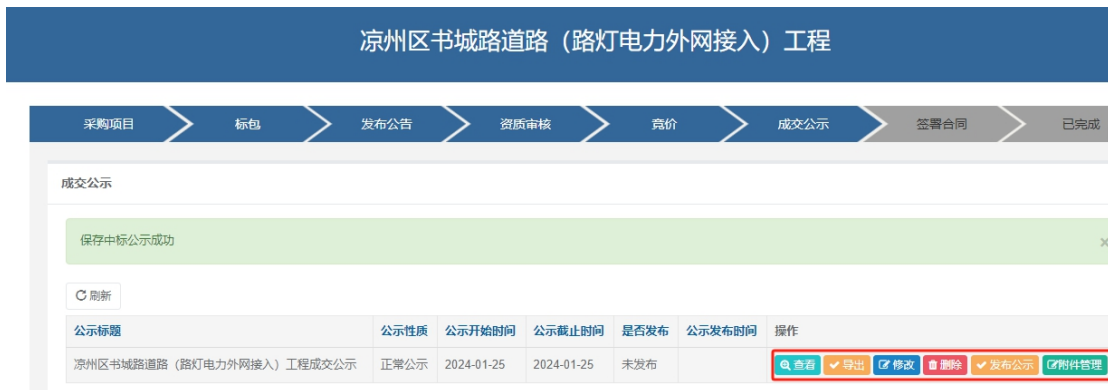 凉州区书城路道路（路灯电力外网接入）工程
采购项目 标包 发布公告 资质审核 竞价 成交公示 签署合同 已完成
成交公示
保存中标公示成功 ×
刷新
公示标题 公示性质 公示开始时间 公示截止时间 是否发布 公示发布时间 操作
凉州区书城路道路（路灯电力外网接入）工程成交公示 正常公示 2024-01-25 2024-01-25 未发布 查看 导出 修改 删除 发布公示 附件管理